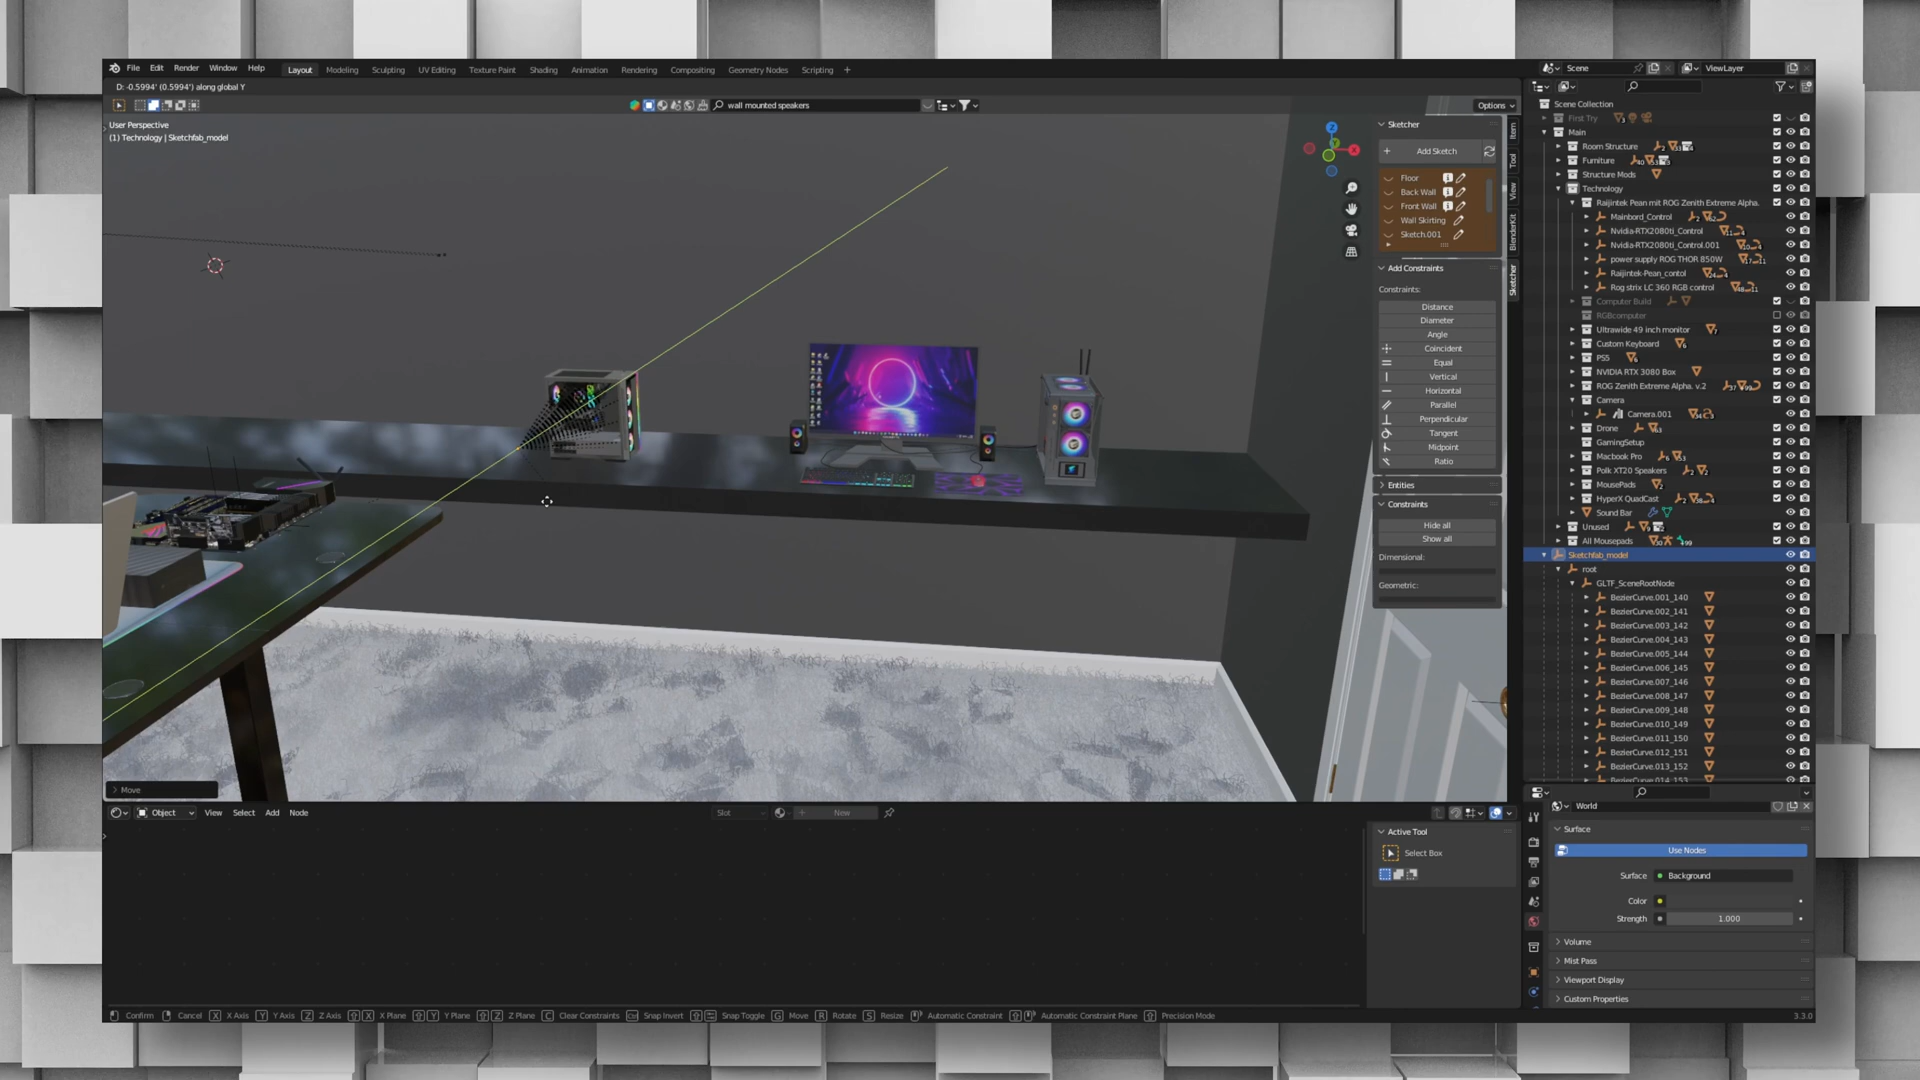 File Edit Render Window Help Layout Modeling Sculpting UV Editing Texture Paint Shading Animation Rendering Compositing Geometry Nodes Scripting + Scene ViewLayer
D: -0.5994' (0.5994') along global Y
wall mounted speakers Options
User Perspective
(1) Technology | Sketchfab_model
Sketcher
Add Sketch
Floor
Back Wall
Front Wall
Wall Skirting
Sketch.001
Add Constraints
Constraints:
Distance
Diameter
Angle
Coincident
Equal
Vertical
Horizontal
Parallel
Perpendicular
Tangent
Midpoint
Ratio
Entities
Constraints
Hide all
Show all
Dimensional:
Geometric:
Item
Tool
View
BlenderKit
Sketcher
Scene Collection
First Try
Main
Room Structure
Furniture
Structure Mods
Technology
Raijintek Pean mit ROG Zenith Extreme Alpha.
Mainbord_Control
Nvidia-RTX2080ti_Control
Nvidia-RTX2080ti_Control.001
power supply ROG THOR 850W
Raijintek-Pean_contol
Rog strix LC 360 RGB control
Computer Build
RGBcomputer
Ultrawide 49 inch monitor
Custom Keyboard
PS5
NVIDIA RTX 3080 Box
ROG Zenith Extreme Alpha. v.2
Camera
Camera.001
Drone
GamingSetup
Macbook Pro
Polk XT20 Speakers
MousePads
HyperX QuadCast
Sound Bar
Unused
All Mousepads
Sketchfab_model
root
GLTF_SceneRootNode
BezierCurve.001_140
BezierCurve.002_141
BezierCurve.003_142
BezierCurve.004_143
BezierCurve.005_144
BezierCurve.006_145
BezierCurve.007_146
BezierCurve.008_147
BezierCurve.009_148
BezierCurve.010_149
BezierCurve.011_150
BezierCurve.012_151
BezierCurve.013_152
BezierCurve.014_153
Move
Object View Select Add Node Slot New
Active Tool
Select Box
World
Surface
Use Nodes
Surface Background
Color
Strength 1.000
Volume
Mist Pass
Viewport Display
Custom Properties
Confirm Cancel X X Axis Y Y Axis Z Z Axis X X Plane Y Y Plane Z Z Plane C Clear Constraints Snap Invert Snap Toggle G Move R Rotate S Resize Automatic Constraint Automatic Constraint Plane Precision Mode 3.3.0